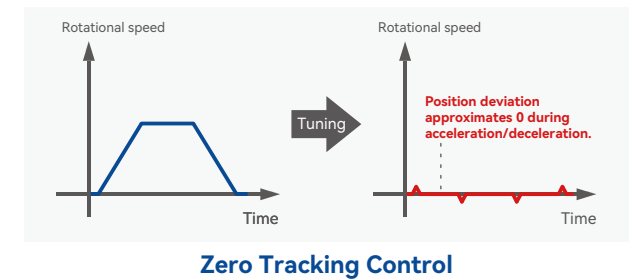 Rotational speed
Time
Tuning
Rotational speed
Position deviation
approximates 0 during
acceleration/deceleration.
Time
Zero Tracking Control